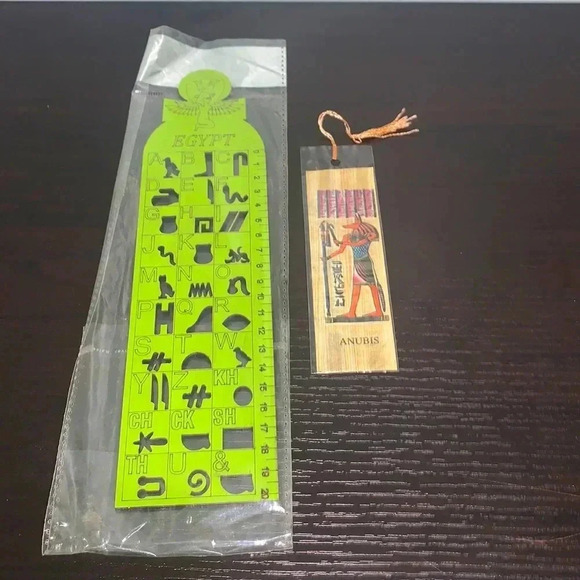 EGYPT
A B C
D E F
G H I
J K L
M N O
P Q R
S T W
Y Z KH
CH CK SH
TH U &
0 1 2 3 4 5 6 7 8 9 10 11 12 13 14 15 16 17 18 19 20
ANUBIS